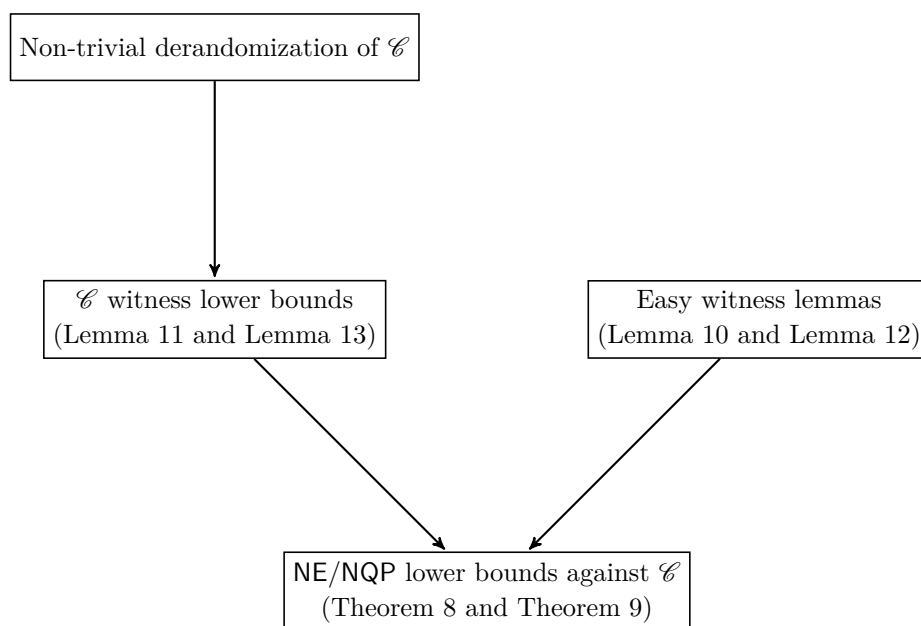 Non-trivial derandomization of 𝒞
𝒞 witness lower bounds
(Lemma 11 and Lemma 13)
Easy witness lemmas
(Lemma 10 and Lemma 12)
NE/NQP lower bounds against 𝒞
(Theorem 8 and Theorem 9)